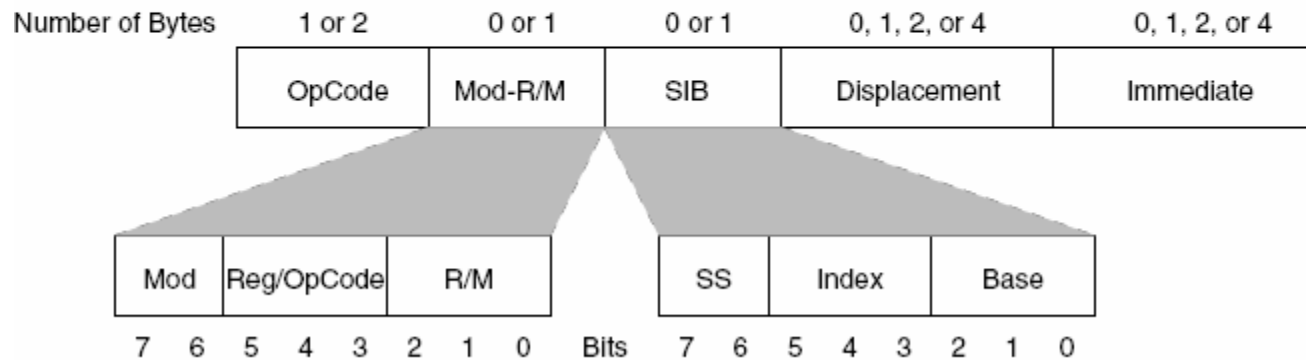 Number of Bytes 1 or 2 0 or 1 0 or 1 0, 1, 2, or 4 0, 1, 2, or 4
OpCode Mod-R/M SIB Displacement Immediate
Mod Reg/OpCode R/M SS Index Base
7 6 5 4 3 2 1 0 Bits 7 6 5 4 3 2 1 0